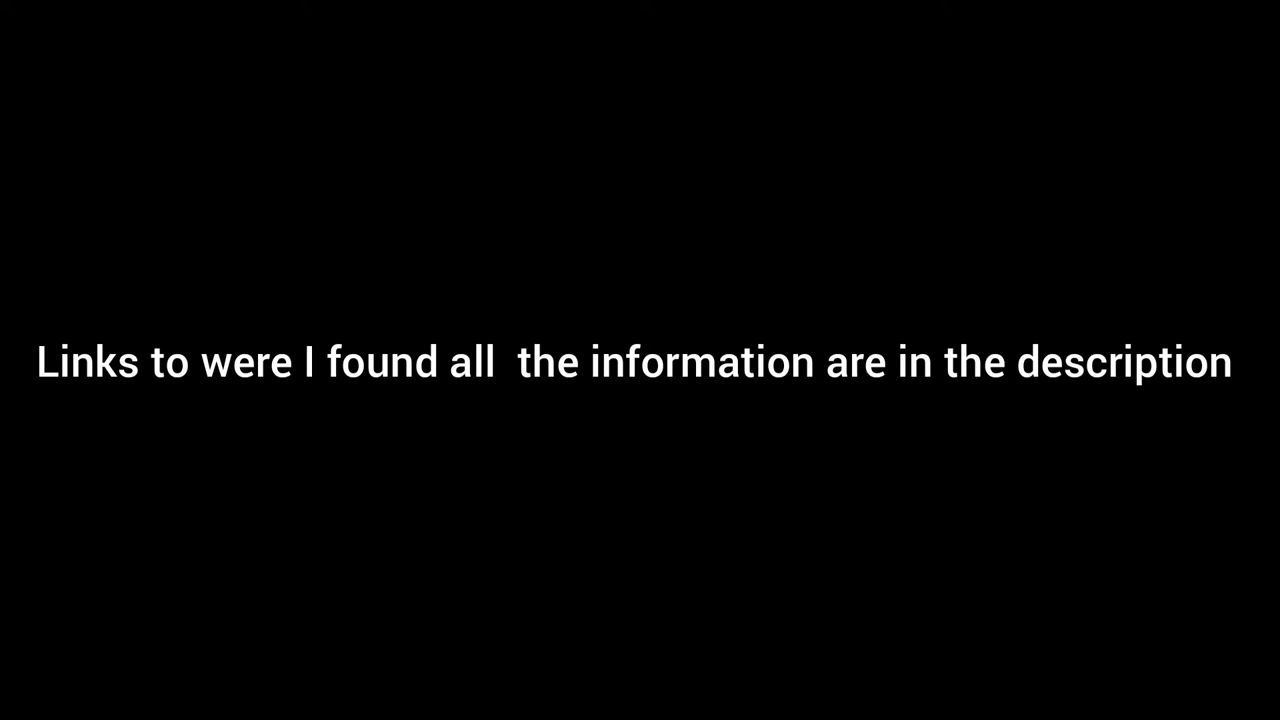 Links to were I found all  the information are in the description